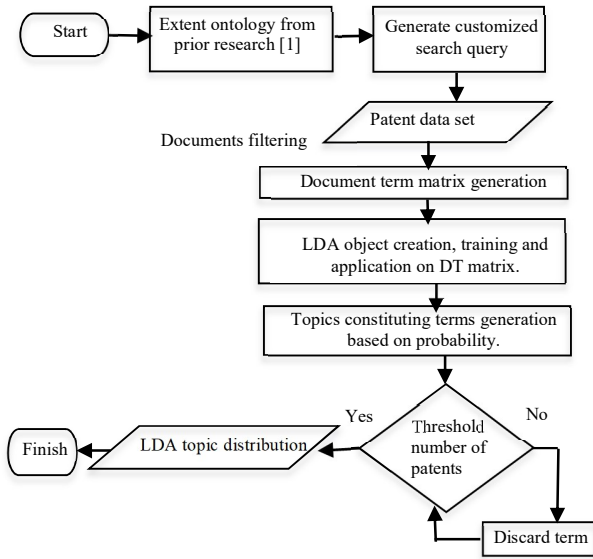 Start
Extent ontology from
prior research [1]
Generate customized
search query
Patent data set
Documents filtering
Document term matrix generation
LDA object creation, training and
application on DT matrix.
Topics constituting terms generation
based on probability.
Yes
No
Threshold
number of
patents
LDA topic distribution
Finish
Discard term